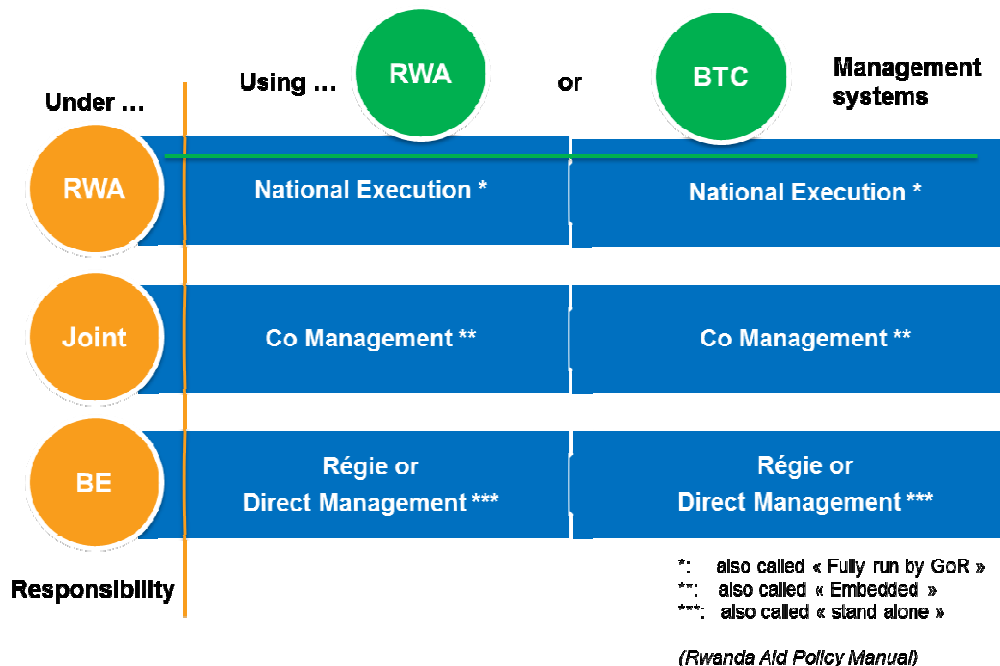 Under ...
Using ...
RWA
or
BTC
Management
systems
RWA
National Execution *
National Execution *
Joint
Co Management **
Co Management **
BE
Régie or
Direct Management ***
Régie or
Direct Management ***
Responsibility
*: also called « Fully run by GoR »
**: also called « Embedded »
***: also called « stand alone »
(Rwanda Aid Policy Manual)